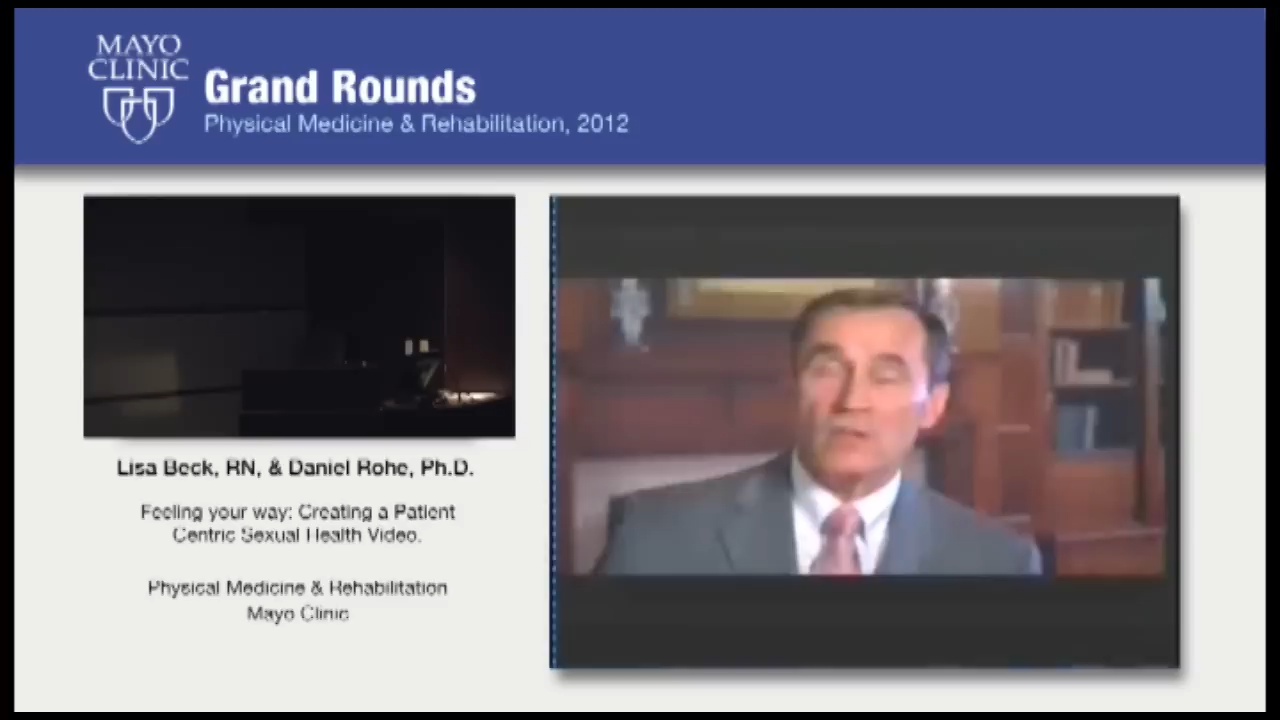 MAYO
CLINIC
Grand Rounds
Physical Medicine & Rehabilitation, 2012
Lisa Beck, RN, & Daniel Rohe, Ph.D.
Feeling your way: Creating a Patient
Centric Sexual Health Video.
Physical Medicine & Rehabilitation
Mayo Clinic